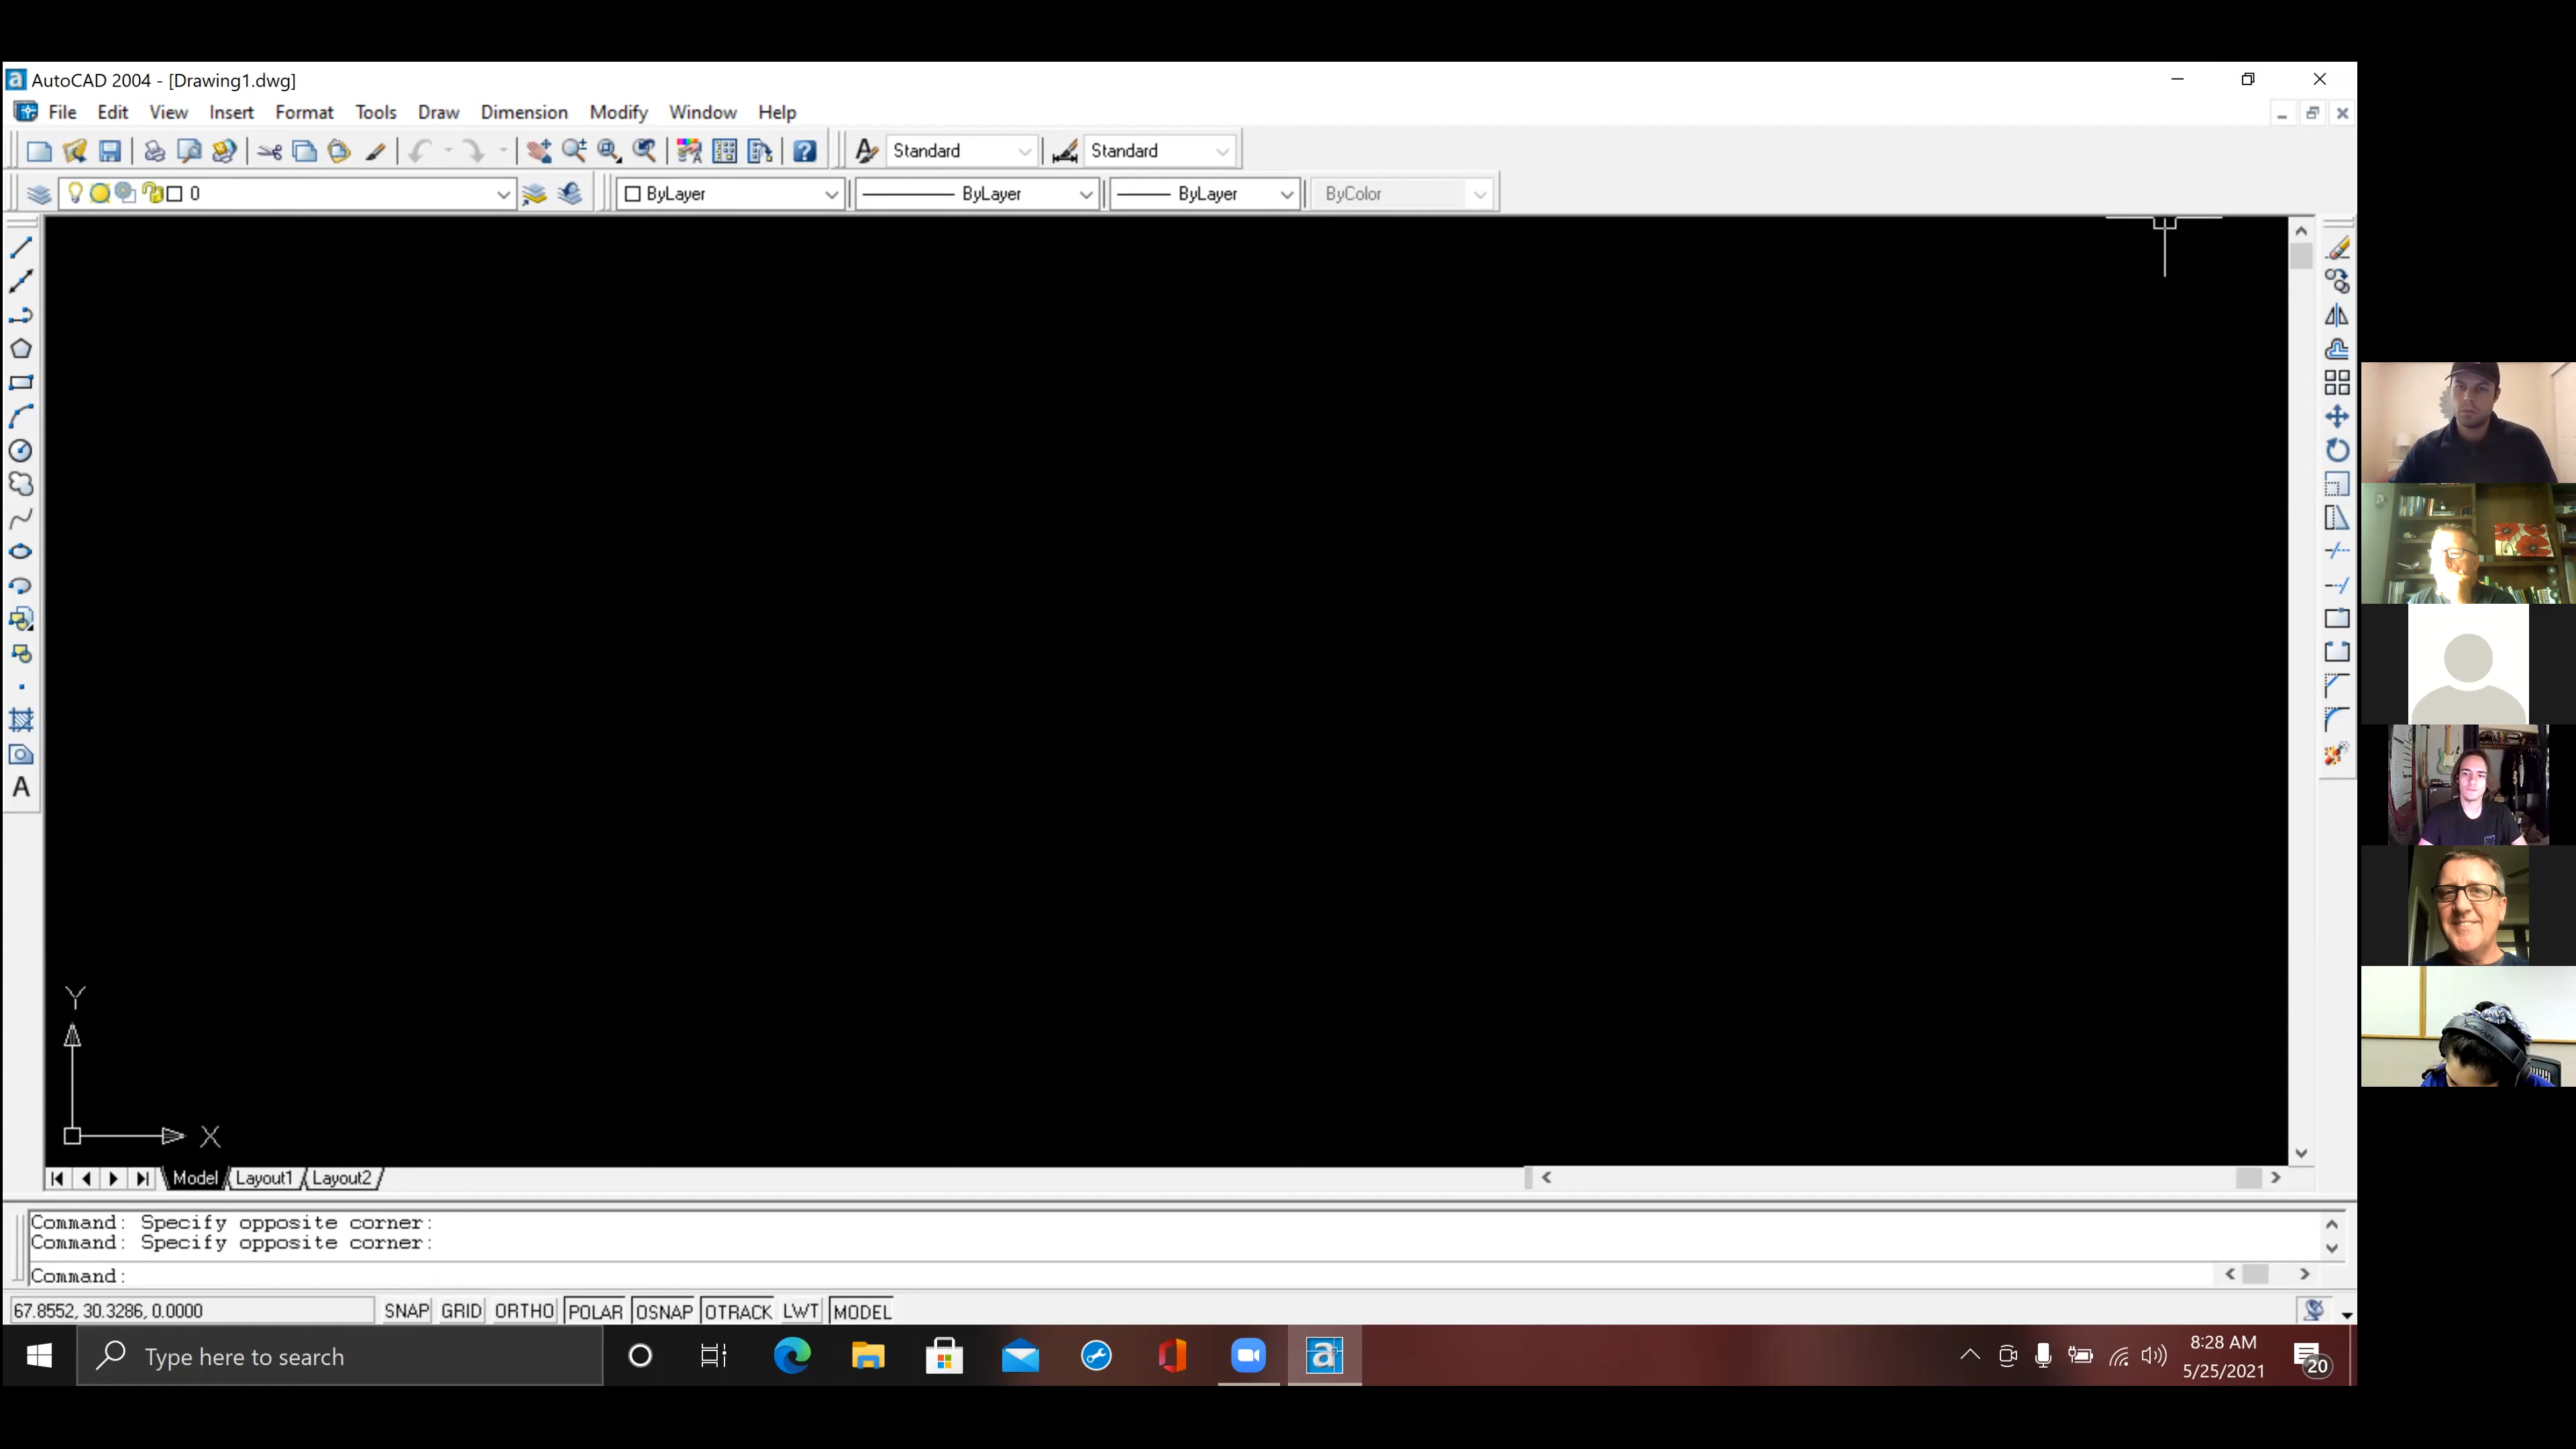 AutoCAD 2004 - [Drawing1.dwg]
File Edit View Insert Format Tools Draw Dimension Modify Window Help
Standard Standard
0 ByLayer ByLayer ByLayer ByColor
A
Y
X
Model Layout1 Layout2
Command: Specify opposite corner:
Command: Specify opposite corner:
Command:
67.8552, 30.3286, 0.0000 SNAP GRID ORTHO POLAR OSNAP OTRACK LWT MODEL
Type here to search
8:28 AM
5/25/2021
20